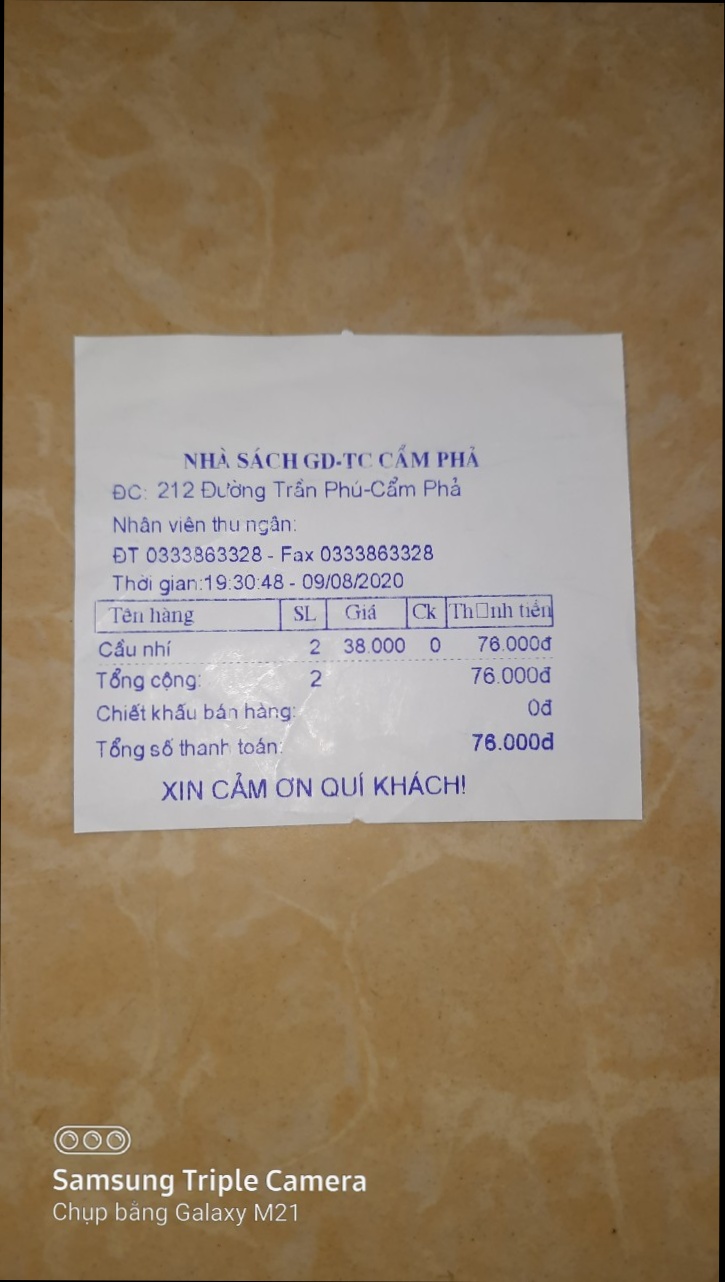 NHÀ SÁCH GD-TC CẨM PHẢ
ĐC: 212 Đường Trần Phú-Cẩm Phả
Nhân viên thu ngân:
ĐT 0333863328 - Fax 0333863328
Thời gian:19:30:48 - 09/08/2020
Tên hàng SL Giá Ck Th□nh tiền
Cầu nhí 2 38.000 0 76.000đ
Tổng cộng: 2 76.000đ
Chiết khấu bán hàng: 0đ
Tổng số thanh toán: 76.000đ
XIN CẢM ƠN QUÍ KHÁCH!
Samsung Triple Camera
Chụp bằng Galaxy M21